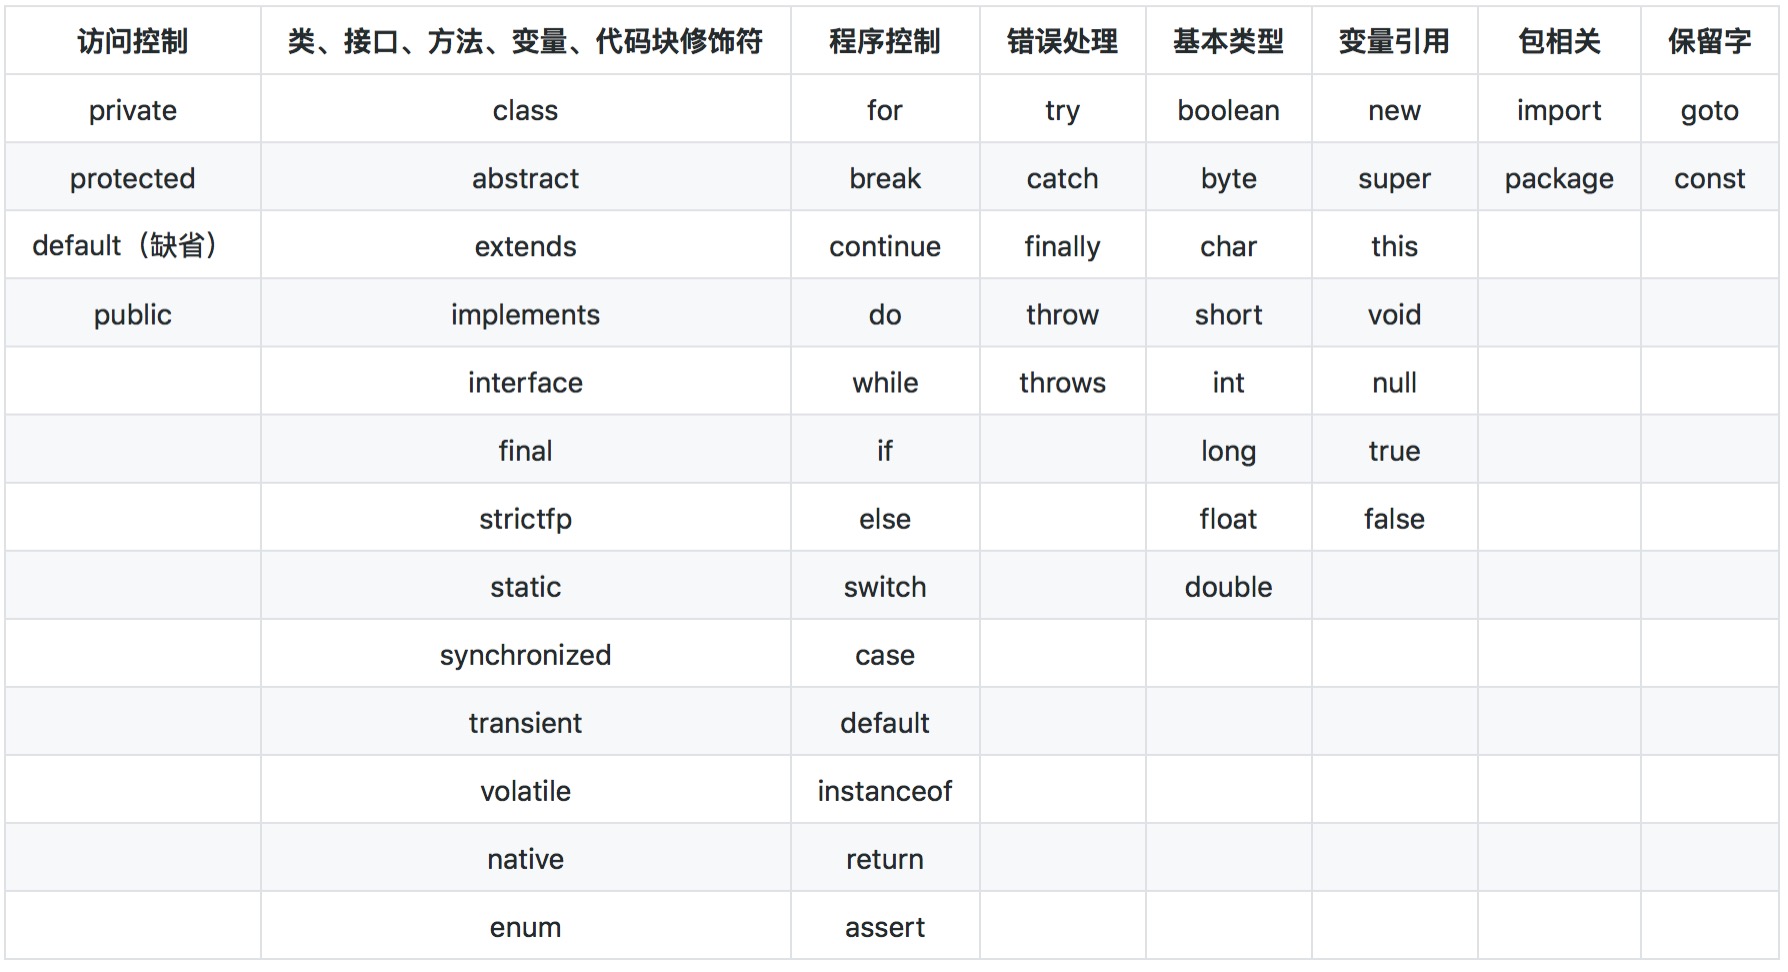 访问控制 类、接口、方法、变量、代码块修饰符 程序控制 错误处理 基本类型 变量引用 包相关 保留字
private class for try boolean new import goto
protected abstract break catch byte super package const
default（缺省） extends continue finally char this
public implements do throw short void
interface while throws int null
final if long true
strictfp else float false
static switch double
synchronized case
transient default
volatile instanceof
native return
enum assert